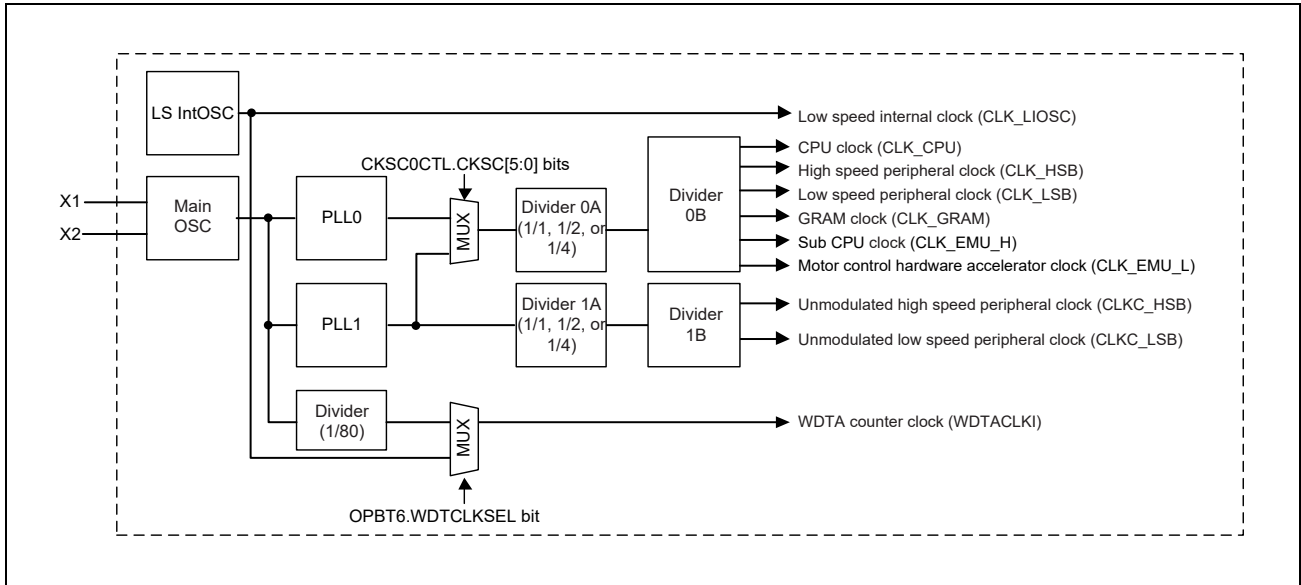 LS IntOSC
Low speed internal clock (CLK_LIOSC)
CKSC0CTL.CKSC[5:0] bits
X1
X2
Main
OSC
PLL0
MUX
Divider 0A
(1/1, 1/2, or
1/4)
Divider
0B
CPU clock (CLK_CPU)
High speed peripheral clock (CLK_HSB)
Low speed peripheral clock (CLK_LSB)
GRAM clock (CLK_GRAM)
Sub CPU clock (CLK_EMU_H)
Motor control hardware accelerator clock (CLK_EMU_L)
PLL1
Divider 1A
(1/1, 1/2, or
1/4)
Divider
1B
Unmodulated high speed peripheral clock (CLKC_HSB)
Unmodulated low speed peripheral clock (CLKC_LSB)
Divider
(1/80)
MUX
WDTA counter clock (WDTACLKI)
OPBT6.WDTCLKSEL bit